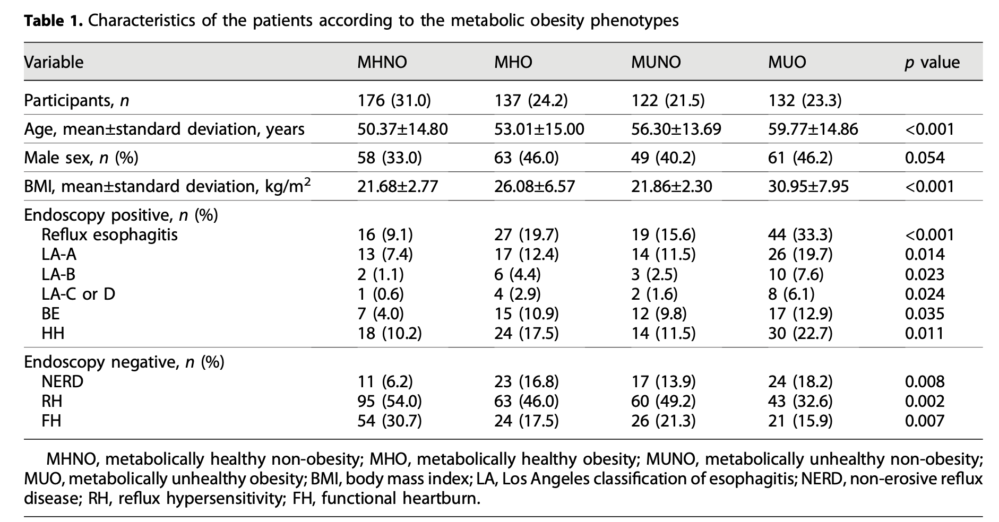 Table 1. Characteristics of the patients according to the metabolic obesity phenotypes
Variable MHNO MHO MUNO MUO p value
Participants, n 176 (31.0) 137 (24.2) 122 (21.5) 132 (23.3)
Age, mean±standard deviation, years 50.37±14.80 53.01±15.00 56.30±13.69 59.77±14.86 <0.001
Male sex, n (%) 58 (33.0) 63 (46.0) 49 (40.2) 61 (46.2) 0.054
BMI, mean±standard deviation, kg/m² 21.68±2.77 26.08±6.57 21.86±2.30 30.95±7.95 <0.001
Endoscopy positive, n (%)
Reflux esophagitis 16 (9.1) 27 (19.7) 19 (15.6) 44 (33.3) <0.001
LA-A 13 (7.4) 17 (12.4) 14 (11.5) 26 (19.7) 0.014
LA-B 2 (1.1) 6 (4.4) 3 (2.5) 10 (7.6) 0.023
LA-C or D 1 (0.6) 4 (2.9) 2 (1.6) 8 (6.1) 0.024
BE 7 (4.0) 15 (10.9) 12 (9.8) 17 (12.9) 0.035
HH 18 (10.2) 24 (17.5) 14 (11.5) 30 (22.7) 0.011
Endoscopy negative, n (%)
NERD 11 (6.2) 23 (16.8) 17 (13.9) 24 (18.2) 0.008
RH 95 (54.0) 63 (46.0) 60 (49.2) 43 (32.6) 0.002
FH 54 (30.7) 24 (17.5) 26 (21.3) 21 (15.9) 0.007
MHNO, metabolically healthy non-obesity; MHO, metabolically healthy obesity; MUNO, metabolically unhealthy non-obesity;
MUO, metabolically unhealthy obesity; BMI, body mass index; LA, Los Angeles classification of esophagitis; NERD, non-erosive reflux
disease; RH, reflux hypersensitivity; FH, functional heartburn.